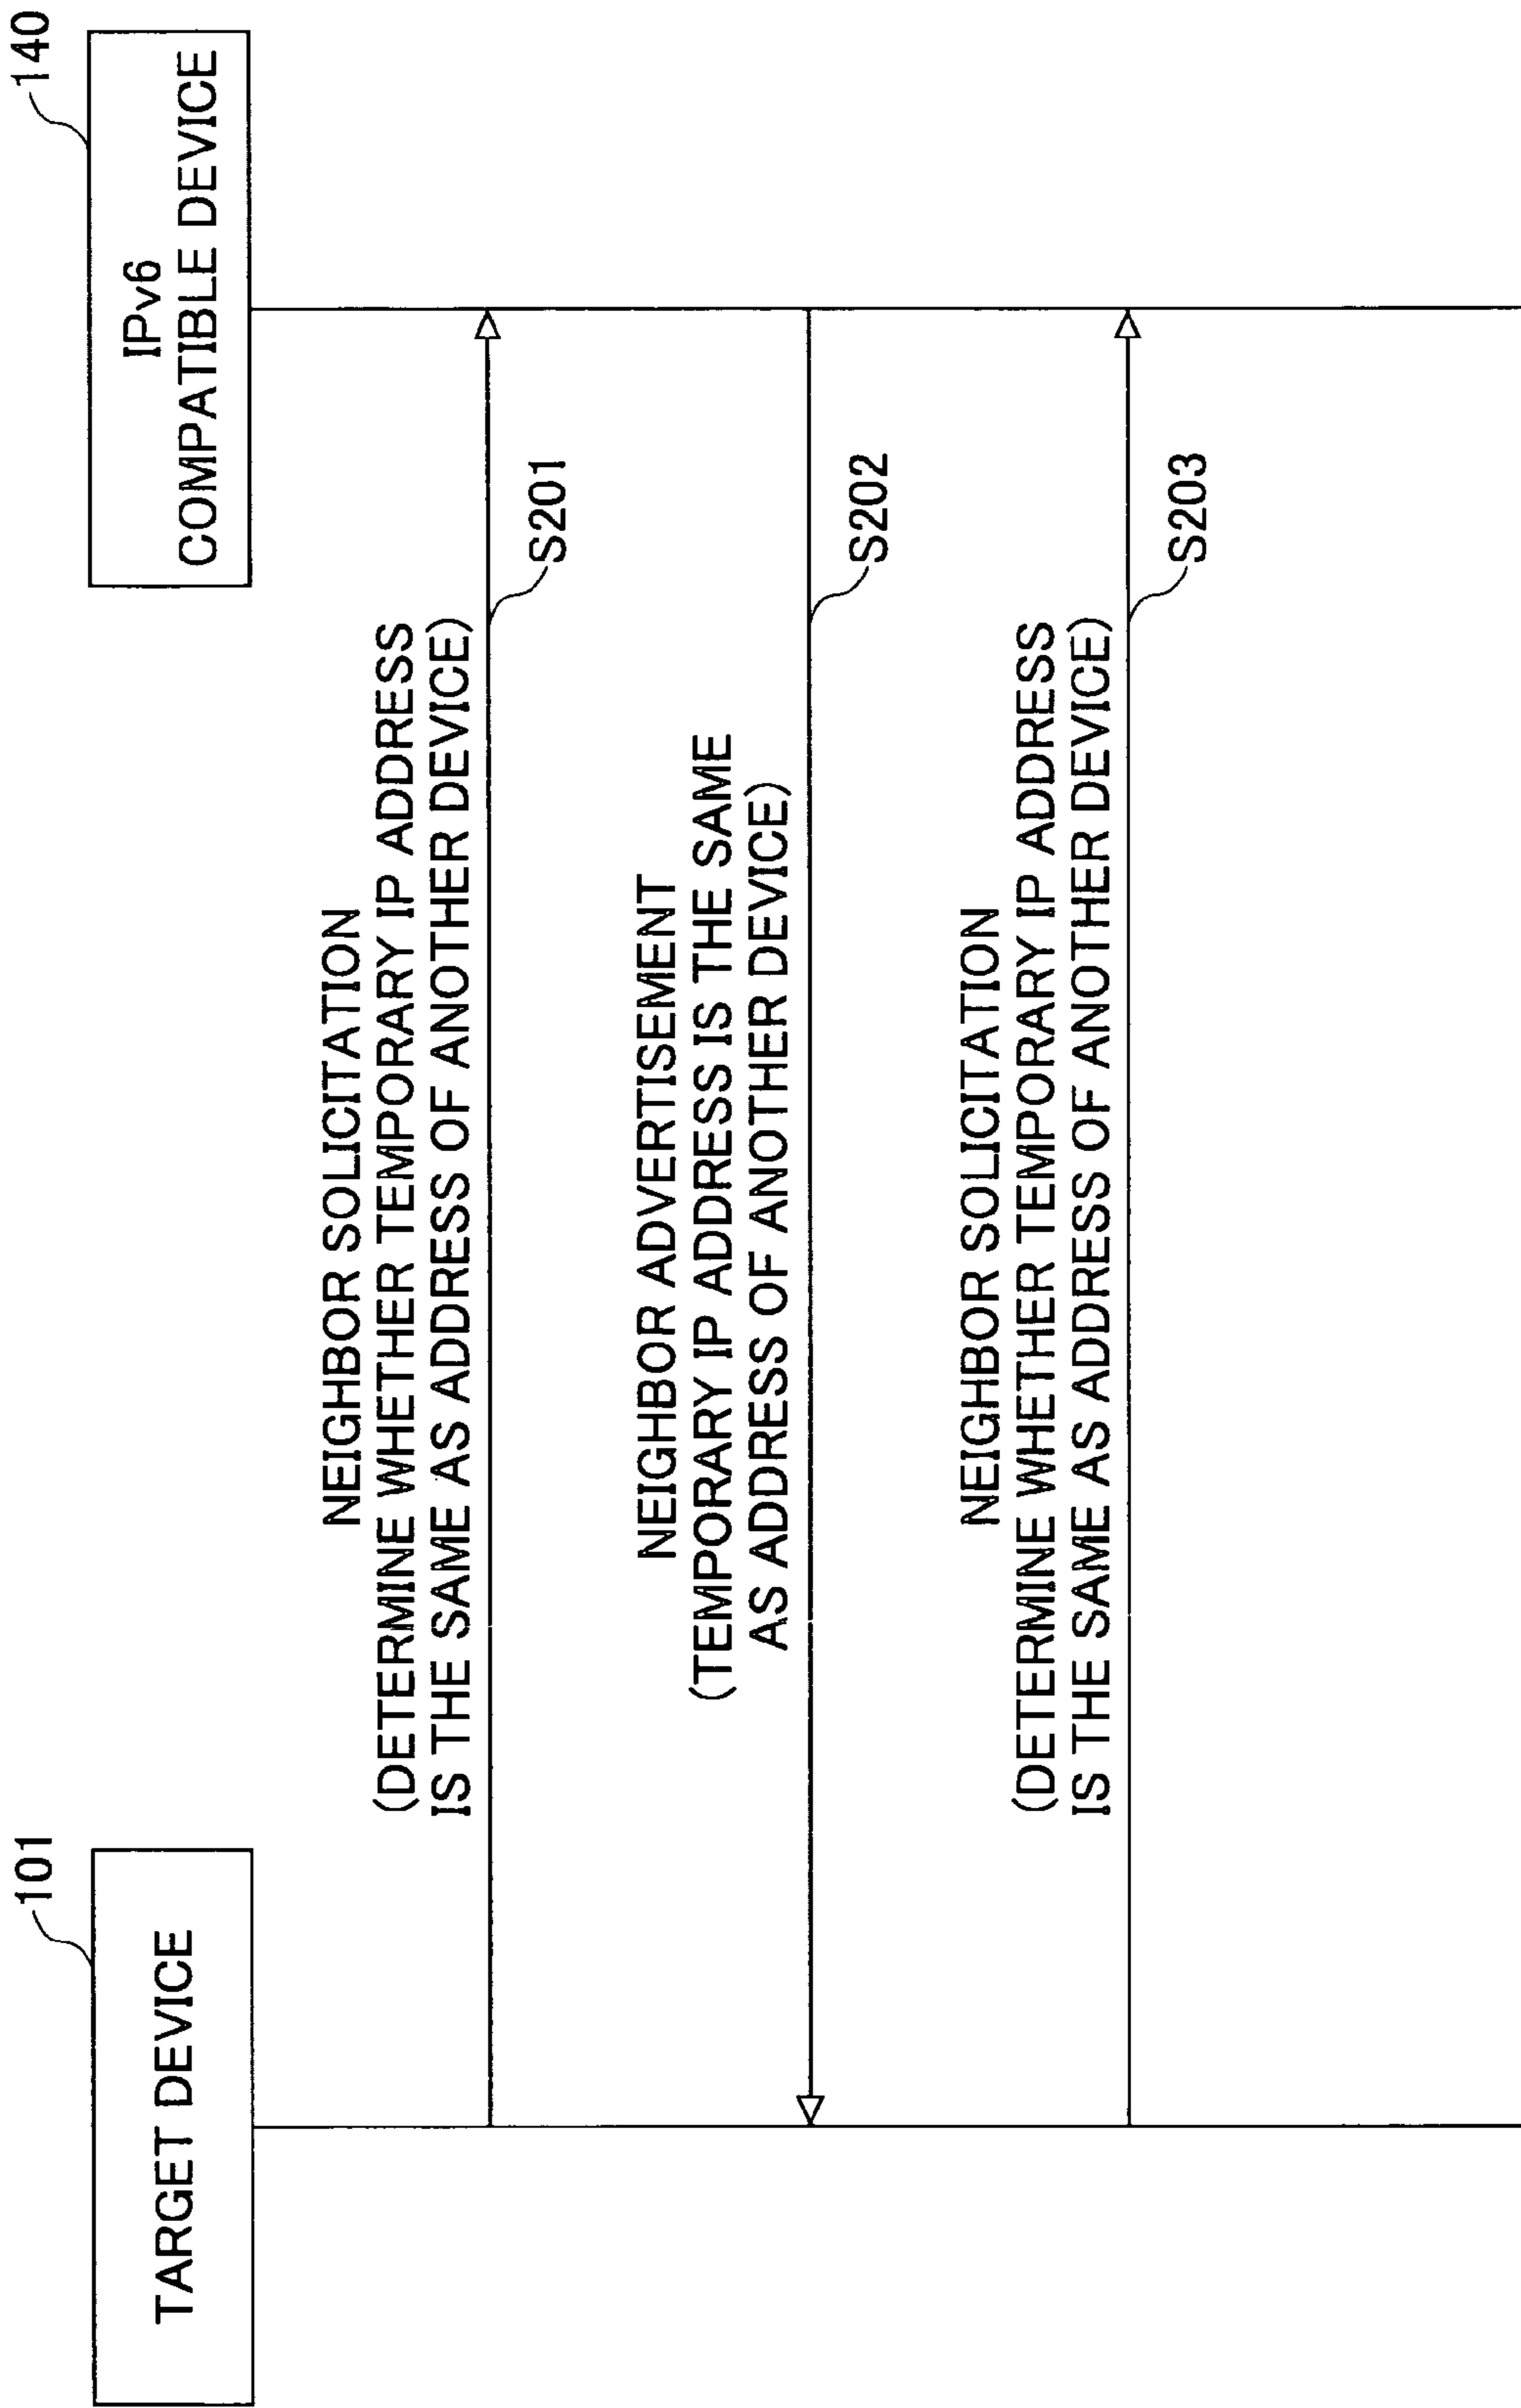 101
TARGET DEVICE
140
IPv6
COMPATIBLE DEVICE
NEIGHBOR SOLICITATION
(DETERMINE WHETHER TEMPORARY IP ADDRESS
IS THE SAME AS ADDRESS OF ANOTHER DEVICE)
S201
NEIGHBOR ADVERTISEMENT
(TEMPORARY IP ADDRESS IS THE SAME
AS ADDRESS OF ANOTHER DEVICE)
S202
NEIGHBOR SOLICITATION
(DETERMINE WHETHER TEMPORARY IP ADDRESS
IS THE SAME AS ADDRESS OF ANOTHER DEVICE)
S203